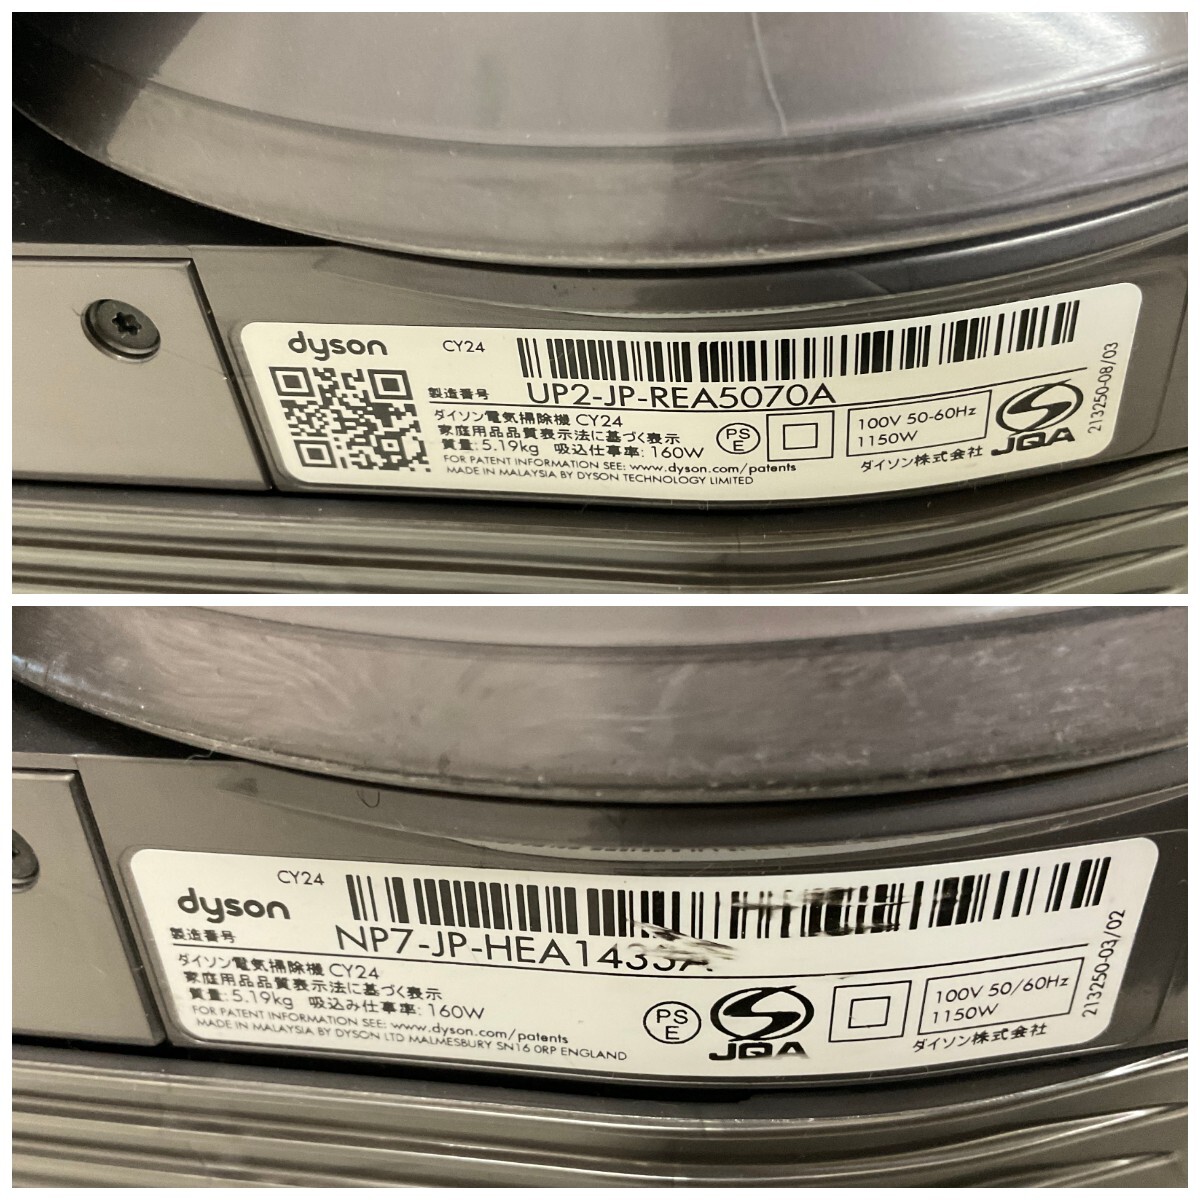 dyson
CY24
製造番号 UP2-JP-REA5070A
ダイソン電気掃除機 CY24
家庭用品品質表示法に基づく表示
質量: 5.19kg 吸込仕事率: 160W
FOR PATENT INFORMATION SEE: www.dyson.com/patents
MADE IN MALAYSIA BY DYSON TECHNOLOGY LIMITED
PS
E
100V 50-60Hz
1150W
ダイソン株式会社
JQA
213250-08/03
CY24
dyson
製造番号
NP7-JP-HEA1435A
ダイソン電気掃除機 CY24
家庭用品品質表示法に基づく表示
質量: 5.19kg 吸込み仕事率: 160W
FOR PATENT INFORMATION SEE: www.dyson.com/patents
MADE IN MALAYSIA BY DYSON LTD MALMESBURY SN16 0RP ENGLAND
PS
E
JQA
100V 50/60Hz
1150W
ダイソン株式会社
213250-03/02